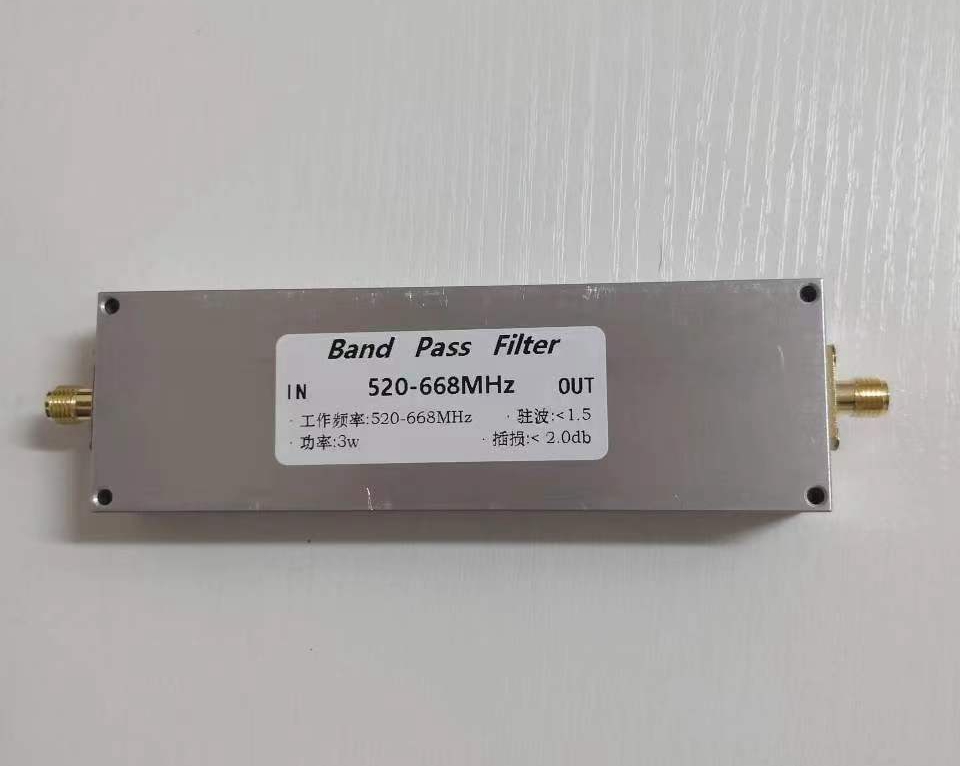 Band Pass Filter
IN 520-668MHz OUT
· 工作频率:520-668MHz · 驻波:<1.5
· 功率:3w · 插损:< 2.0db